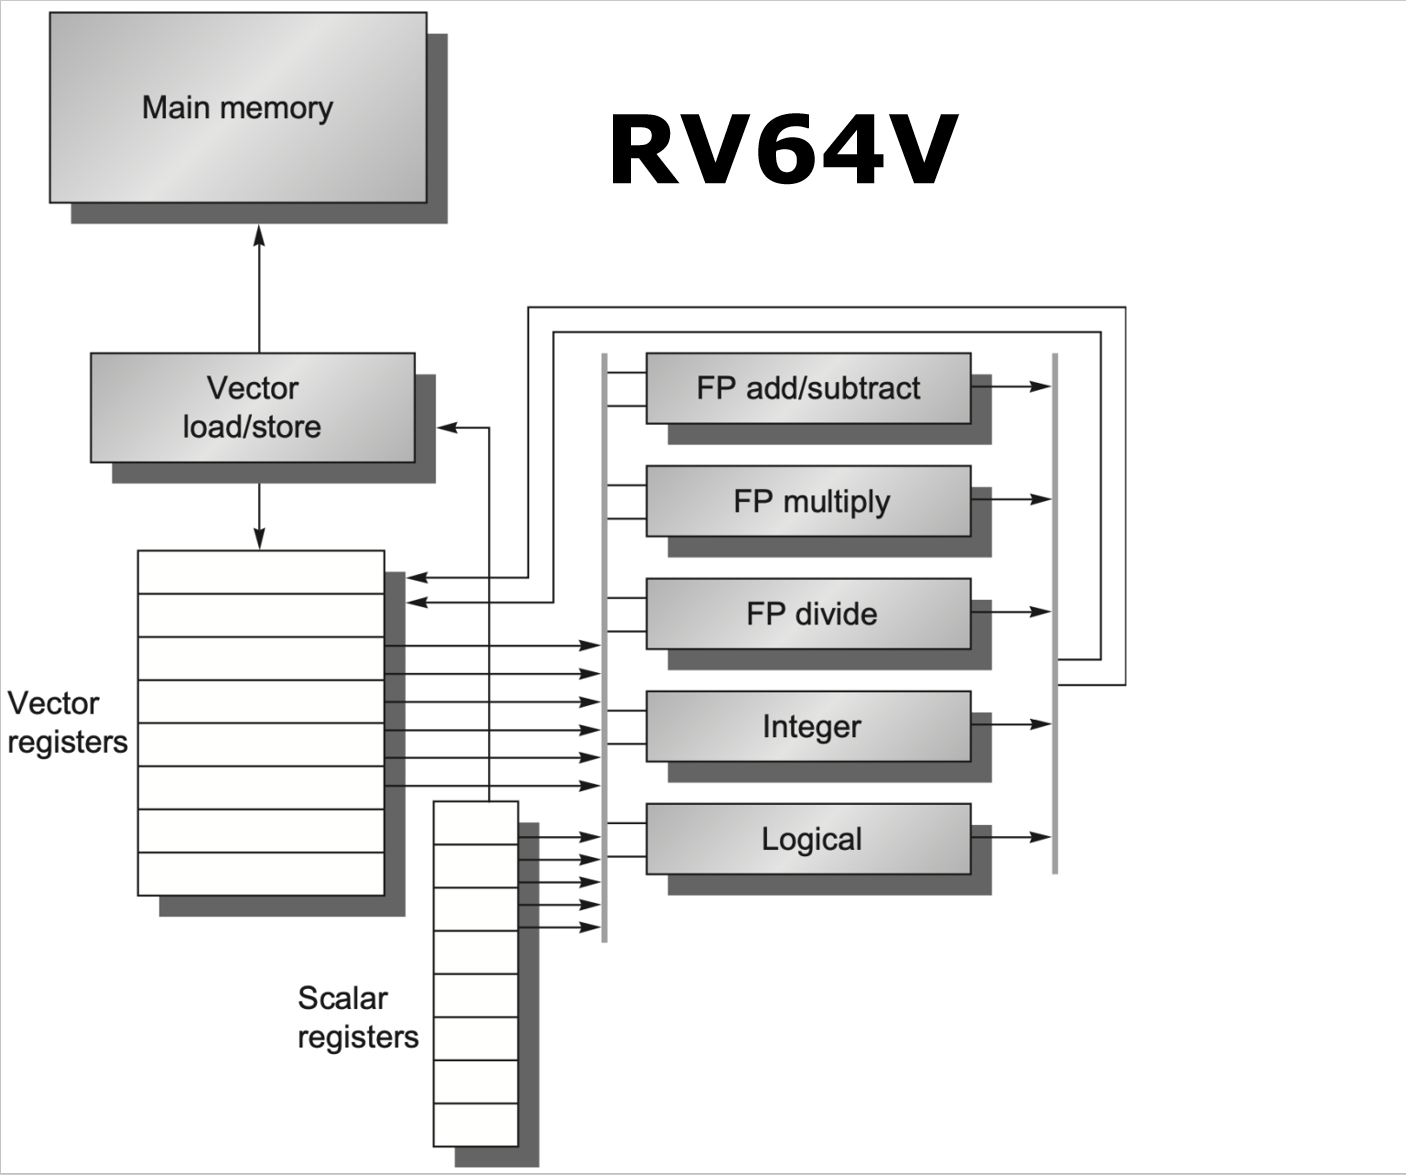 Main memory
RV64V
Vector
load/store
FP add/subtract
FP multiply
FP divide
Integer
Logical
Vector
registers
Scalar
registers